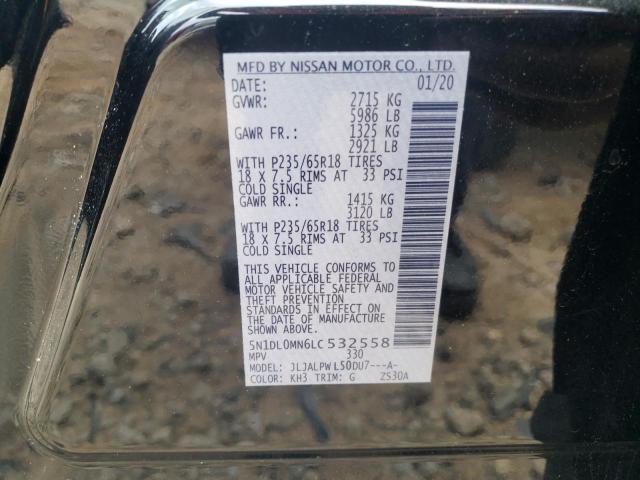 MFD BY NISSAN MOTOR CO., LTD.
DATE: 01/20
GVWR: 2715 KG
5986 LB
GAWR FR.: 1325 KG
2921 LB
WITH P235/65R18 TIRES
18 X 7.5 RIMS AT 33 PSI
COLD SINGLE
GAWR RR.: 1415 KG
3120 LB
WITH P235/65R18 TIRES
18 X 7.5 RIMS AT 33 PSI
COLD SINGLE
THIS VEHICLE CONFORMS TO
ALL APPLICABLE FEDERAL
MOTOR VEHICLE SAFETY AND
THEFT PREVENTION
STANDARDS IN EFFECT ON
THE DATE OF MANUFACTURE
SHOWN ABOVE.
5N1DL0MN6LC 532558
MPV 330
MODEL: JLJALPWL50DU7---A-
COLOR: KH3 TRIM: G ZS30A